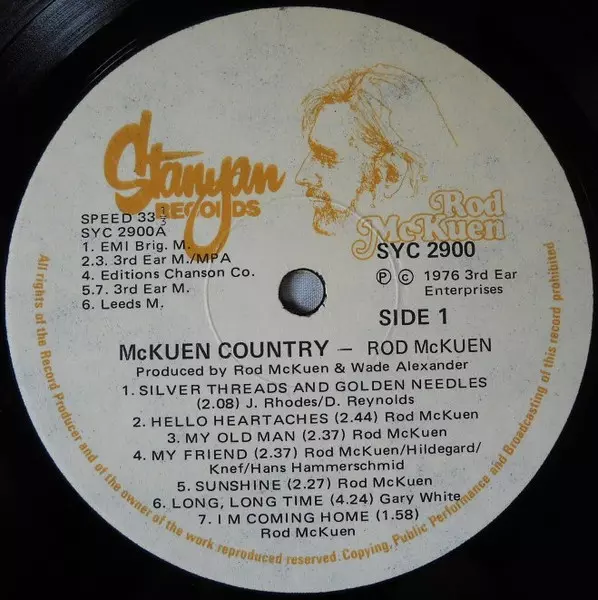 Stanyan
RECORDS
Rod
McKuen
SPEED 33⅓
SYC 2900A
1. EMI Brig. M.
2.3. 3rd Ear M./MPA
4. Editions Chanson Co.
5.7. 3rd Ear M.
6. Leeds M.
SYC 2900
Ⓟ © 1976 3rd Ear
Enterprises
SIDE 1
McKUEN COUNTRY — ROD McKUEN
Produced by Rod McKuen & Wade Alexander
1. SILVER THREADS AND GOLDEN NEEDLES
(2.08) J. Rhodes/D. Reynolds
2. HELLO HEARTACHES (2.44) Rod McKuen
3. MY OLD MAN (2.37) Rod McKuen
4. MY FRIEND (2.37) Rod McKuen/Hildegard/
Knef/Hans Hammerschmid
5. SUNSHINE (2.27) Rod McKuen
6. LONG, LONG TIME (4.24) Gary White
7. I M COMING HOME (1.58)
Rod McKuen
All rights of the Record Producer and of the owner of the work reproduced reserved. Copying, Public Performance and Broadcasting of this record prohibited